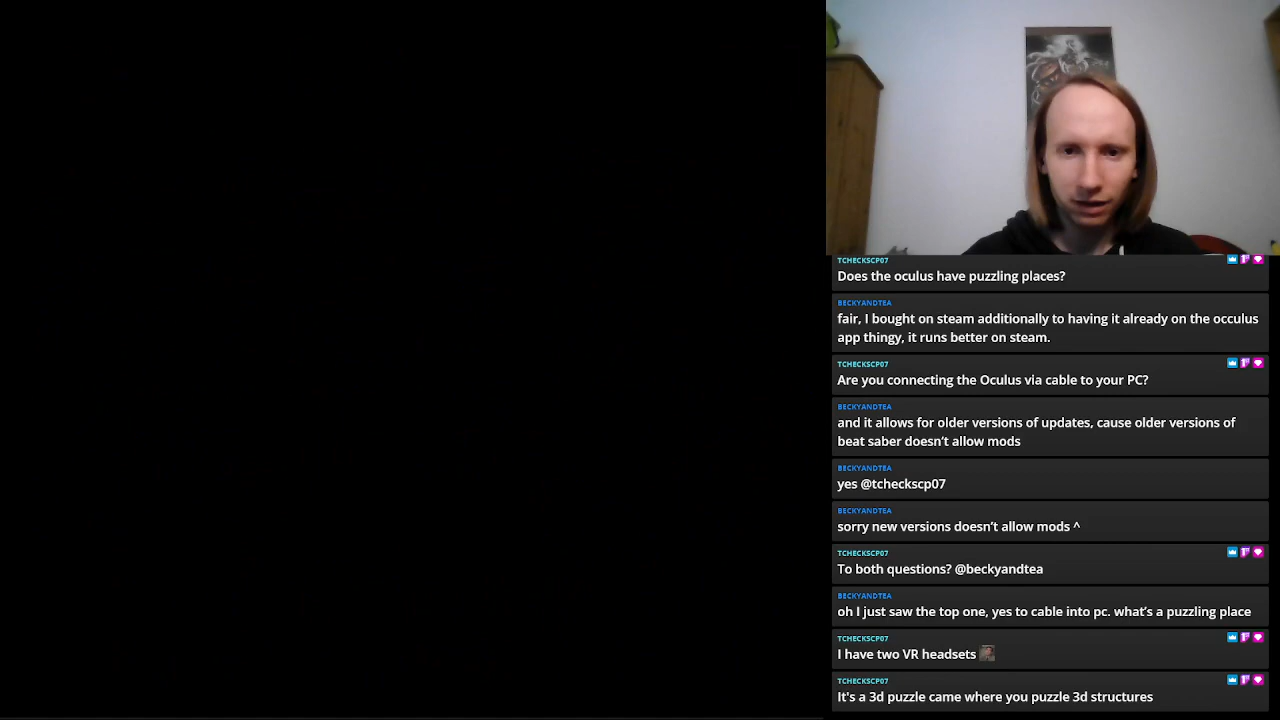 TCHECKSCP07
Does the oculus have puzzling places?
BECKYANDTEA
fair, I bought on steam additionally to having it already on the occulus
app thingy, it runs better on steam.
TCHECKSCP07
Are you connecting the Oculus via cable to your PC?
BECKYANDTEA
and it allows for older versions of updates, cause older versions of
beat saber doesn't allow mods
BECKYANDTEA
yes @tcheckscp07
BECKYANDTEA
sorry new versions doesn't allow mods ^
TCHECKSCP07
To both questions? @beckyandtea
BECKYANDTEA
oh I just saw the top one, yes to cable into pc. what's a puzzling place
TCHECKSCP07
I have two VR headsets
TCHECKSCP07
It's a 3d puzzle came where you puzzle 3d structures